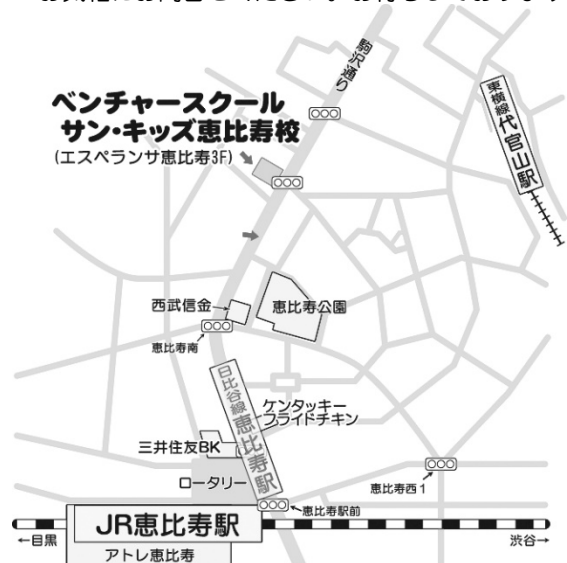 駒沢通り
ベンチャースクール
サン・キッズ恵比寿校
(エスペランサ恵比寿3F)
東横線代官山駅
西武信金
恵比寿公園
恵比寿南
日比谷線恵比寿駅
ケンタッキー
フライドチキン
三井住友BK
ロータリー
恵比寿西1
恵比寿駅前
JR恵比寿駅
←目黒
渋谷→
アトレ恵比寿